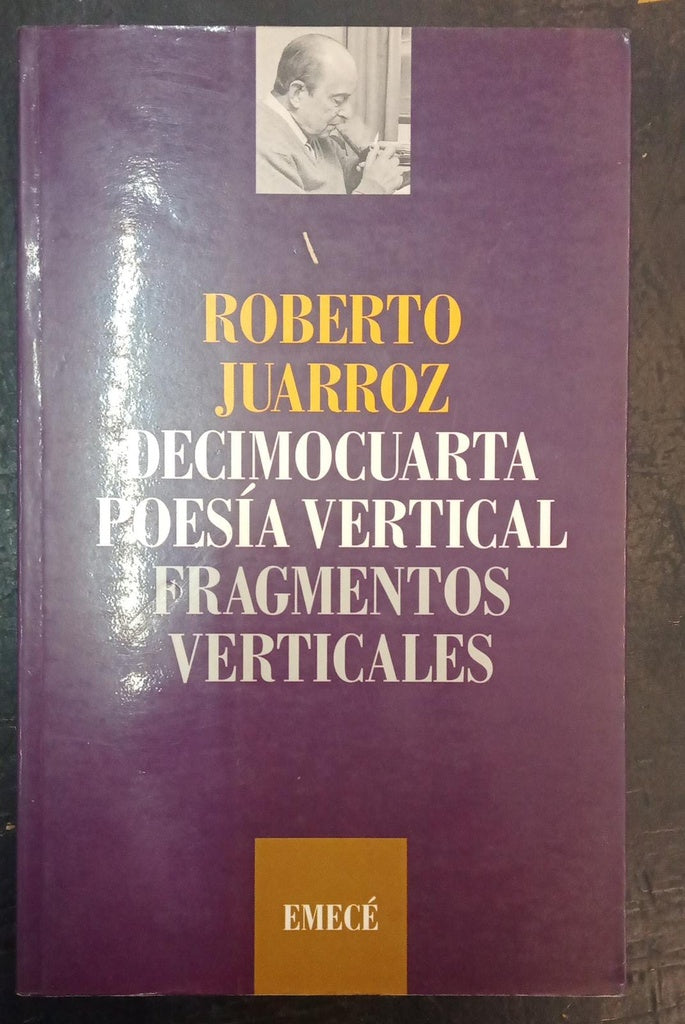 ROBERTO
JUARROZ
DECIMOCUARTA
POESÍA VERTICAL
FRAGMENTOS
VERTICALES
EMECÉ